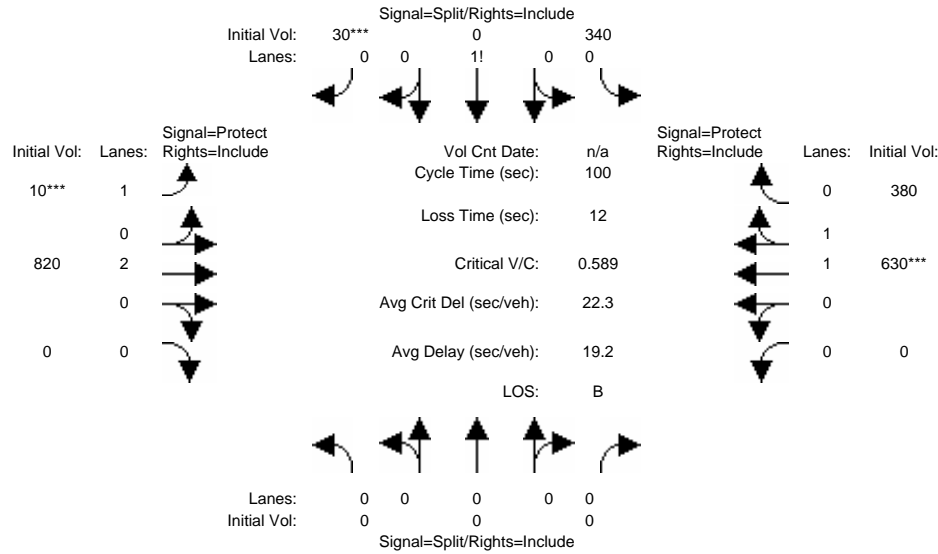 Signal=Split/Rights=Include
Initial Vol: 30*** 0 340
Lanes: 0 0 1! 0 0
Signal=Protect Signal=Protect
Initial Vol: Lanes: Rights=Include Vol Cnt Date: n/a Rights=Include Lanes: Initial Vol:
Cycle Time (sec): 100
10*** 1 0 380
Loss Time (sec): 12
0 1
820 2 Critical V/C: 0.589 1 630***
0 Avg Crit Del (sec/veh): 22.3 0
0 0 Avg Delay (sec/veh): 19.2 0 0
LOS: B
Lanes: 0 0 0 0 0
Initial Vol: 0 0 0
Signal=Split/Rights=Include